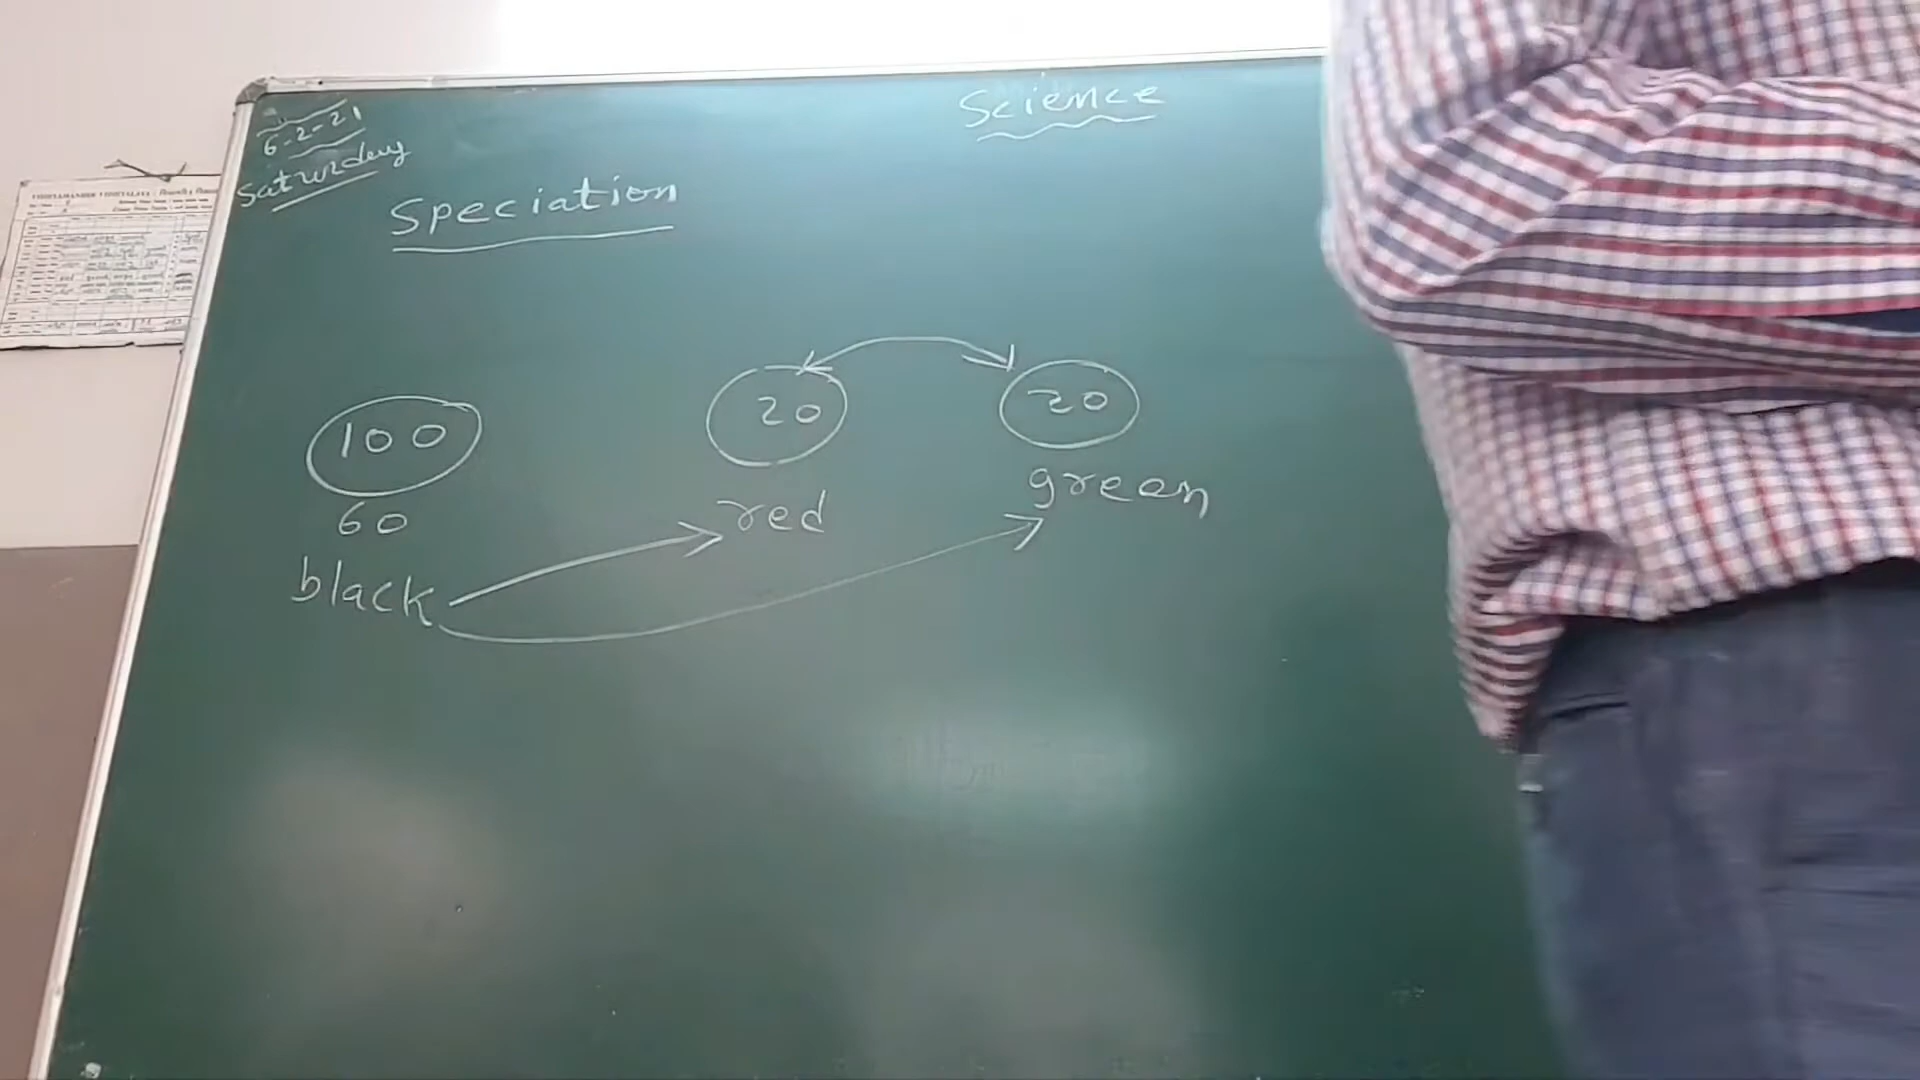 6-2-21
Saturday
Science
Speciation
100
20
20
60
red
green
black